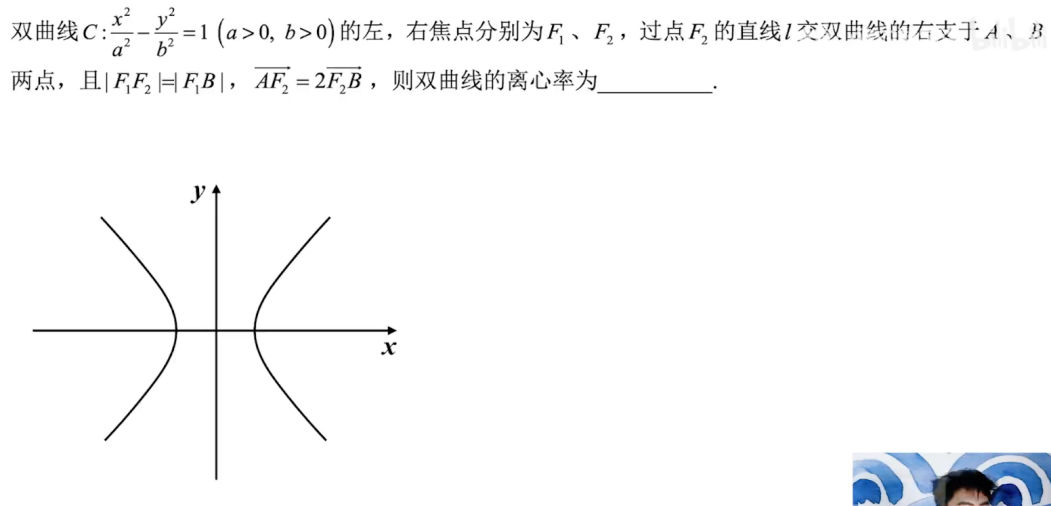 双曲线C:x²/a²−y²/b²=1(a>0, b>0)的左，右焦点分别为F₁、F₂，过点F₂的直线l交双曲线的右支于A、B
两点，且|F₁F₂|=|F₁B|，\overrightarrow{AF₂}=2\overrightarrow{F₂B}，则双曲线的离心率为__________.
y
x